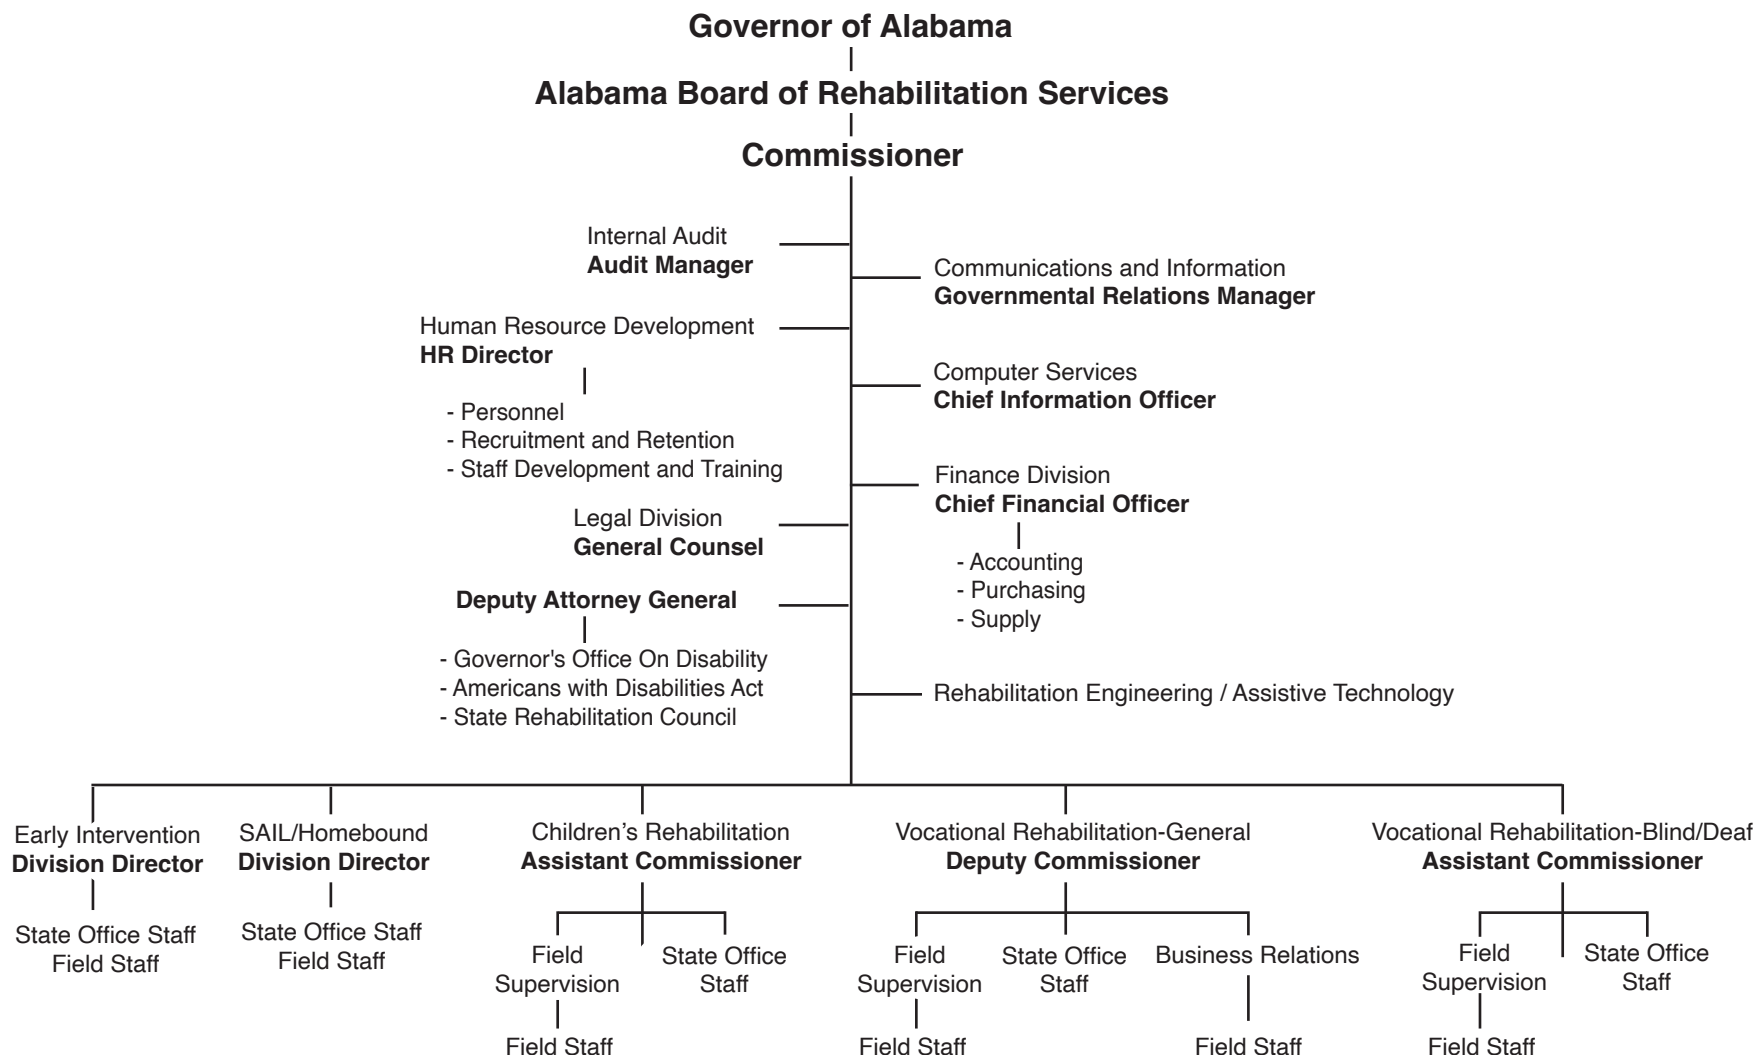 Governor of Alabama
Alabama Board of Rehabilitation Services
Commissioner
Internal Audit
Audit Manager
Communications and Information
Governmental Relations Manager
Human Resource Development
HR Director
- Personnel
- Recruitment and Retention
- Staff Development and Training
Computer Services
Chief Information Officer
Finance Division
Chief Financial Officer
- Accounting
- Purchasing
- Supply
Legal Division
General Counsel
Deputy Attorney General
- Governor's Office On Disability
- Americans with Disabilities Act
- State Rehabilitation Council
Rehabilitation Engineering / Assistive Technology
Early Intervention
Division Director
State Office Staff
Field Staff
SAIL/Homebound
Division Director
State Office Staff
Field Staff
Children’s Rehabilitation
Assistant Commissioner
Field
Supervision
Field Staff
State Office
Staff
Vocational Rehabilitation-General
Deputy Commissioner
Field
Supervision
Field Staff
State Office
Staff
Business Relations
Field Staff
Vocational Rehabilitation-Blind/Deaf
Assistant Commissioner
Field
Supervision
Field Staff
State Office
Staff